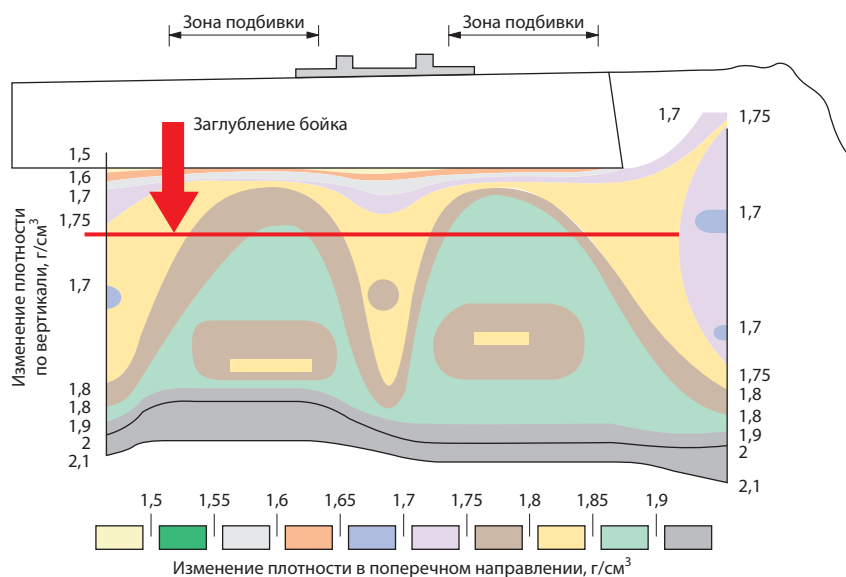 Зона подбивки
Зона подбивки
Заглубление бойка
Изменение плотности
по вертикали, г/см³
1,5
1,6
1,7
1,75
1,7
1,8
1,8
1,9
2
2,1
1,7
1,75
1,7
1,7
1,75
1,8
1,8
1,9
2
2,1
1,5 1,55 1,6 1,65 1,7 1,75 1,8 1,85 1,9
Изменение плотности в поперечном направлении, г/см³